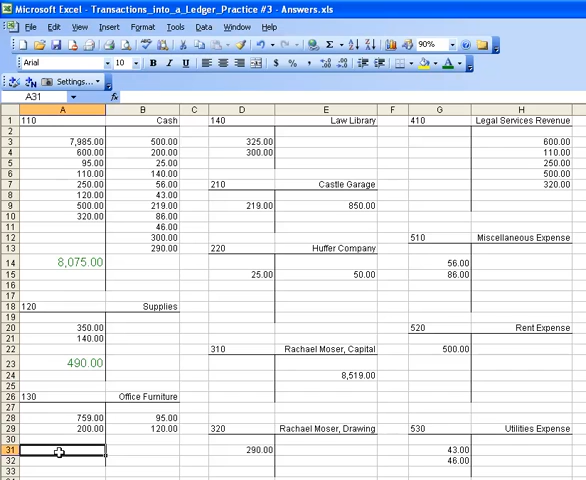 Microsoft Excel - Transactions_into_a_Ledger_Practice #3 - Answers.xls
File Edit View Insert Format Tools Data Window Help Adobe PDF
90%
Arial 10 B I U $ %
Settings...
A31 fx
A B C D E F G H
1 110 Cash 140 Law Library 410 Legal Services Revenue
2
3 7,985.00 500.00 325.00 600.00
4 600.00 200.00 300.00 110.00
5 95.00 25.00 250.00
6 110.00 140.00 500.00
7 250.00 56.00 210 Castle Garage 320.00
8 120.00 43.00
9 500.00 219.00 219.00 850.00
10 320.00 86.00
11 46.00
12 300.00 510 Miscellaneous Expense
13 290.00 220 Huffer Company
14 8,075.00 56.00
15 25.00 50.00 86.00
16
17
18 120 Supplies
19
20 350.00 520 Rent Expense
21 140.00
22 310 Rachael Moser, Capital 500.00
23 490.00
24 8,519.00
25
26 130 Office Furniture
27
28 759.00 95.00
29 200.00 120.00 320 Rachael Moser, Drawing 530 Utilities Expense
30
31 290.00 43.00
32 46.00
33